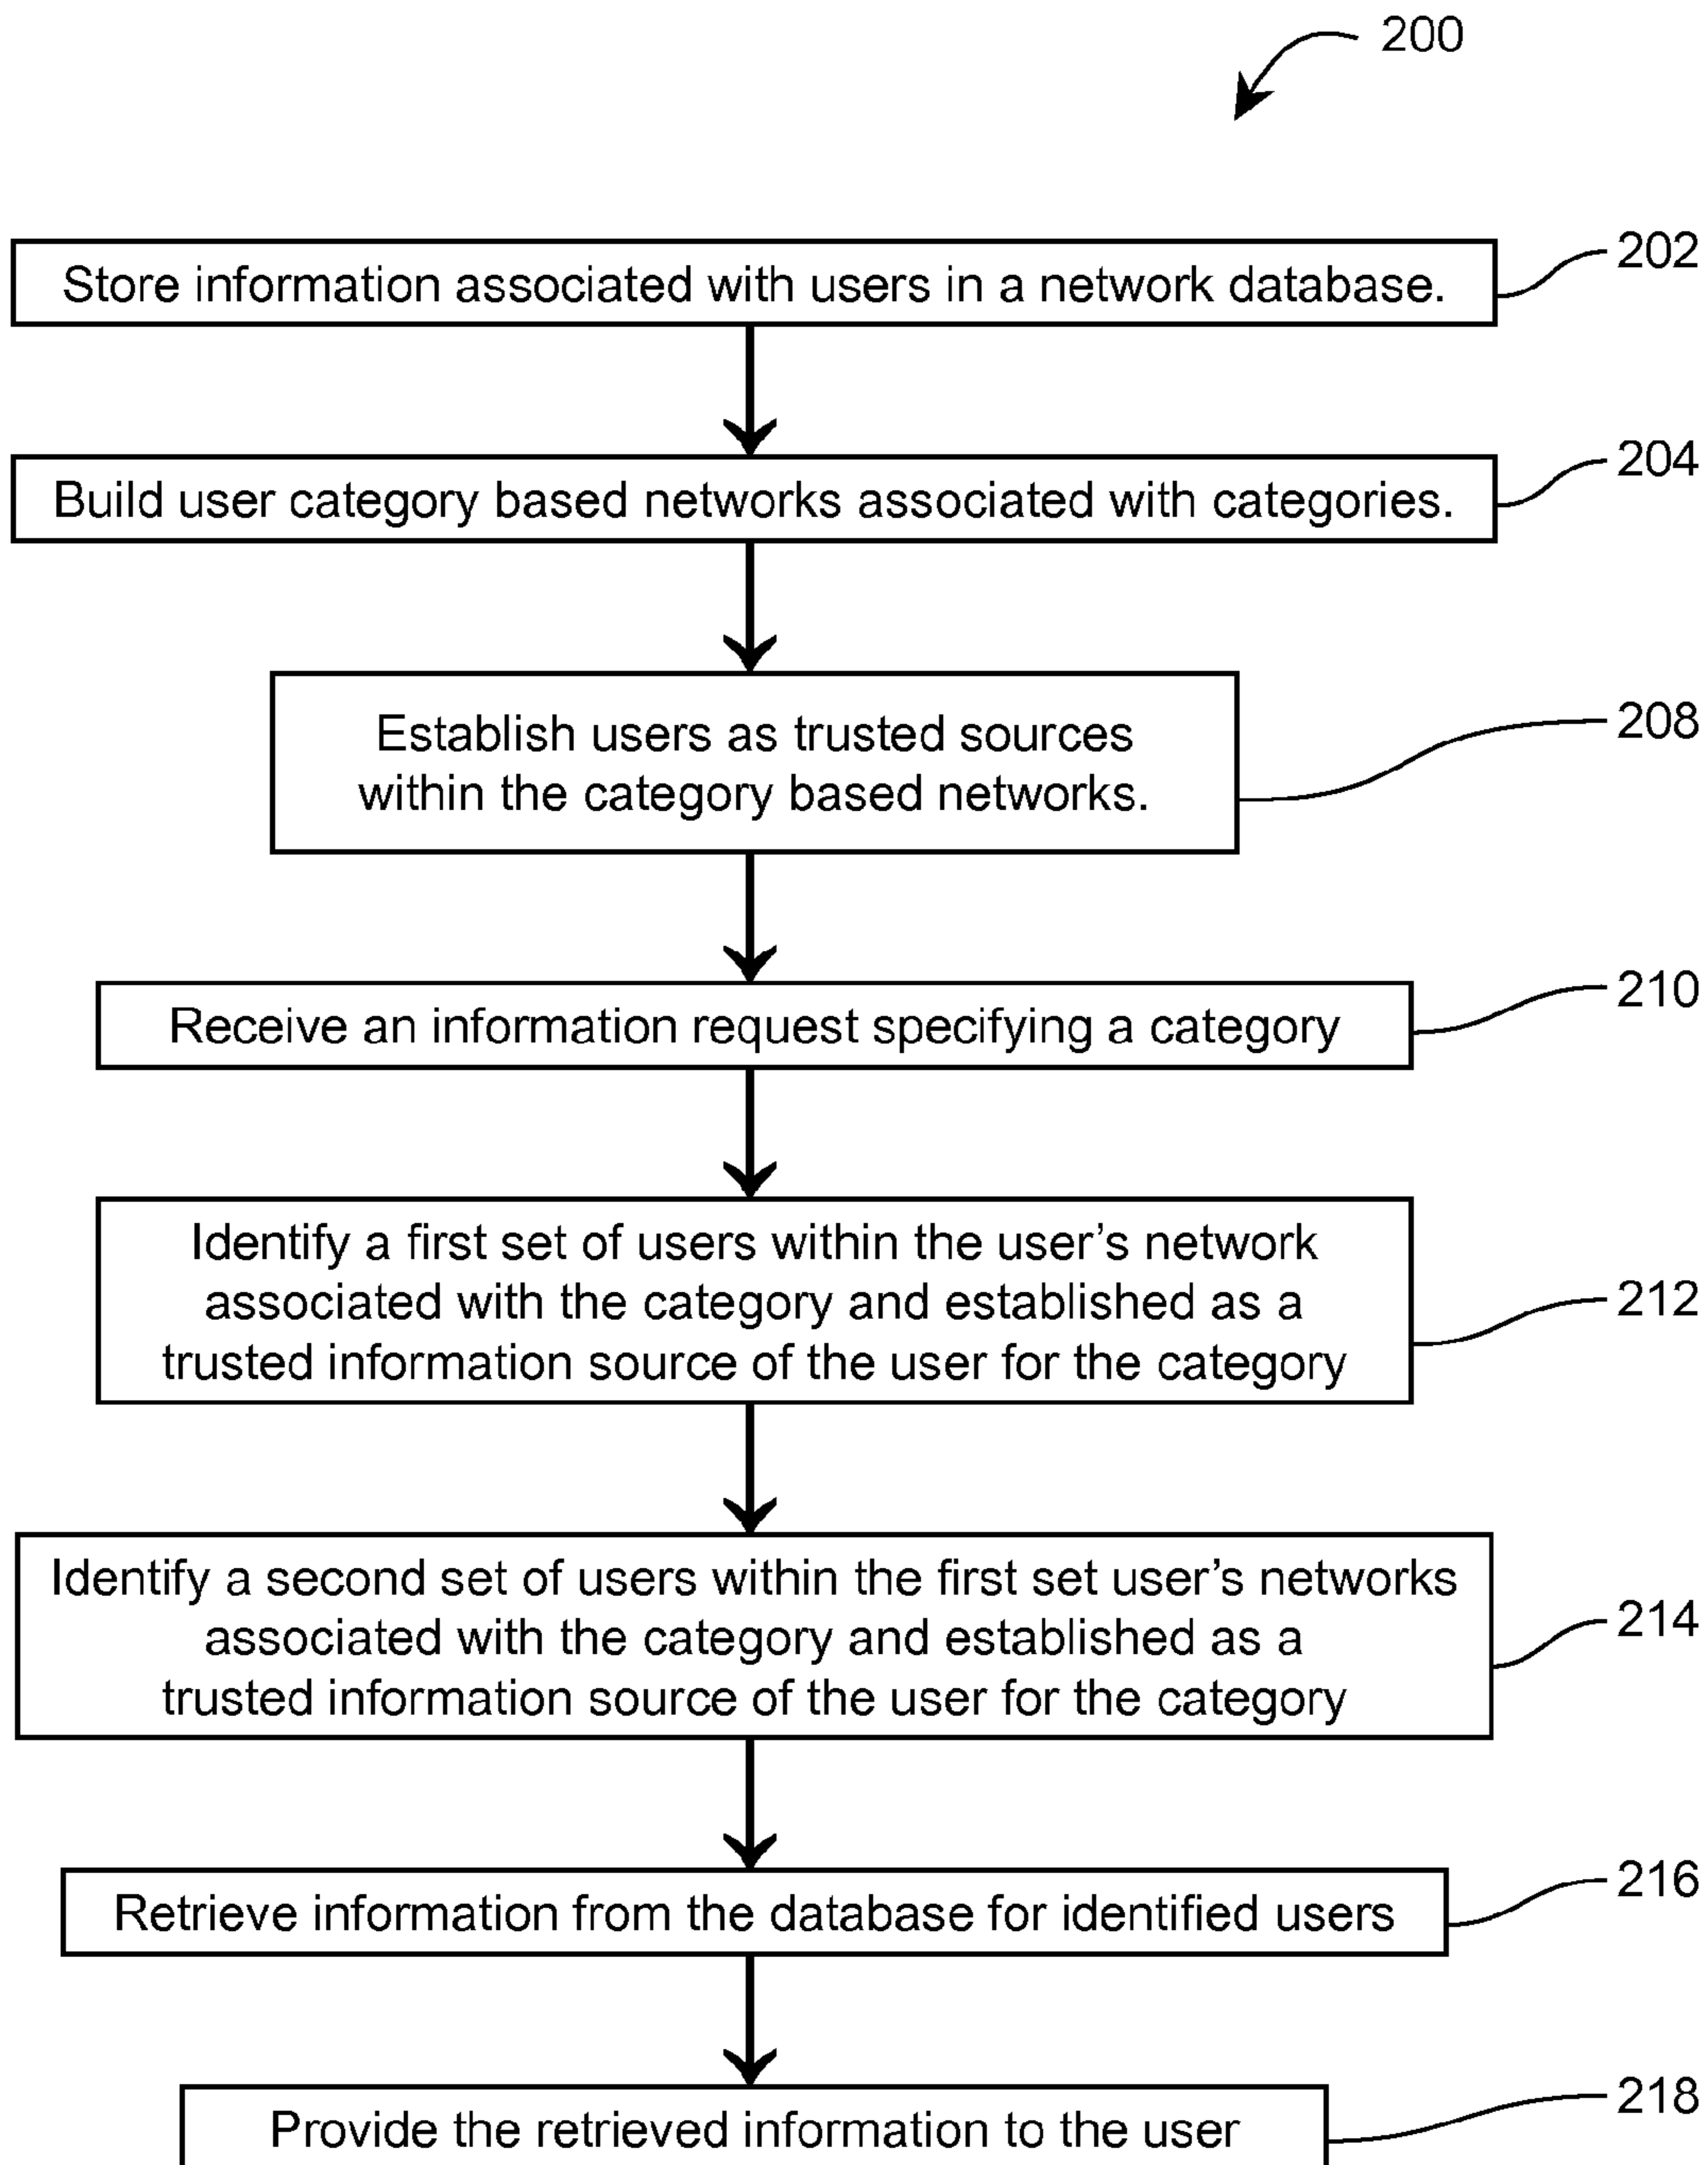 200
Store information associated with users in a network database.
202
Build user category based networks associated with categories.
204
Establish users as trusted sources
within the category based networks.
208
Receive an information request specifying a category
210
Identify a first set of users within the user's network
associated with the category and established as a
trusted information source of the user for the category
212
Identify a second set of users within the first set user's networks
associated with the category and established as a
trusted information source of the user for the category
214
Retrieve information from the database for identified users
216
Provide the retrieved information to the user
218